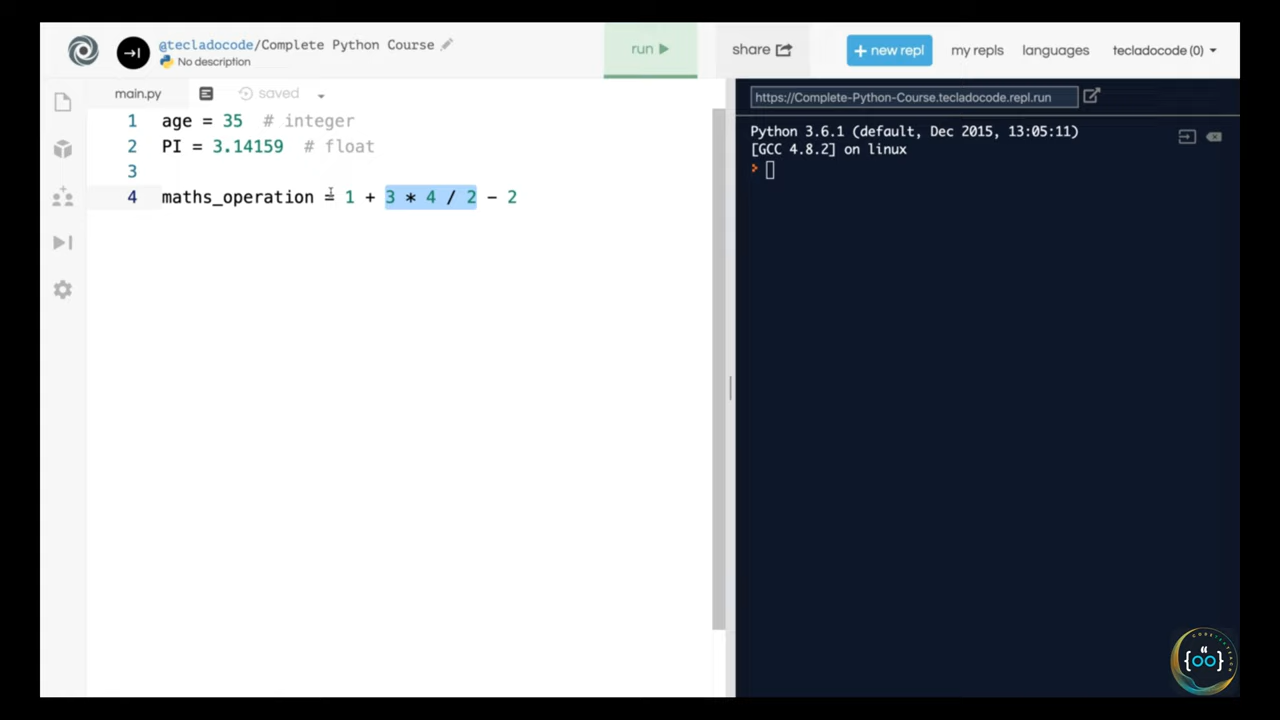 @tecladocode/Complete Python Course
No description
run
share
+ new repl
my repls
languages
tecladocode (0)
main.py
saved
https://Complete-Python-Course.tecladocode.repl.run
1 age = 35 # integer
2 PI = 3.14159 # float
3
4 maths_operation = 1 + 3 * 4 / 2 - 2
Python 3.6.1 (default, Dec 2015, 13:05:11)
[GCC 4.8.2] on linux